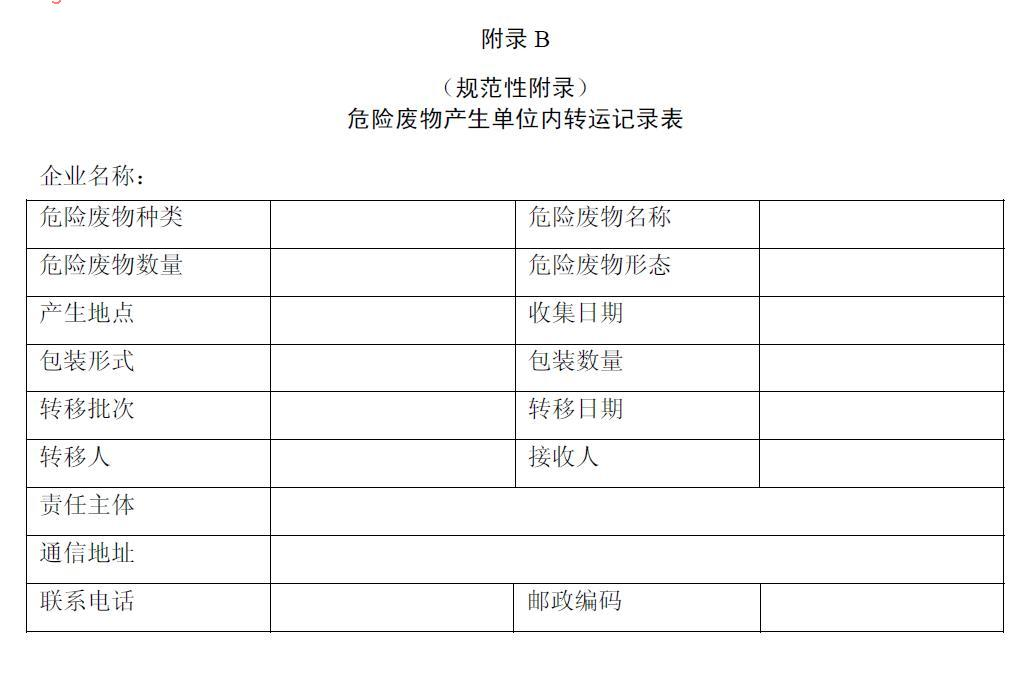 附录 B
（规范性附录）
危险废物产生单位内转运记录表
企业名称：
危险废物种类 危险废物名称
危险废物数量 危险废物形态
产生地点 收集日期
包装形式 包装数量
转移批次 转移日期
转移人 接收人
责任主体
通信地址
联系电话 邮政编码